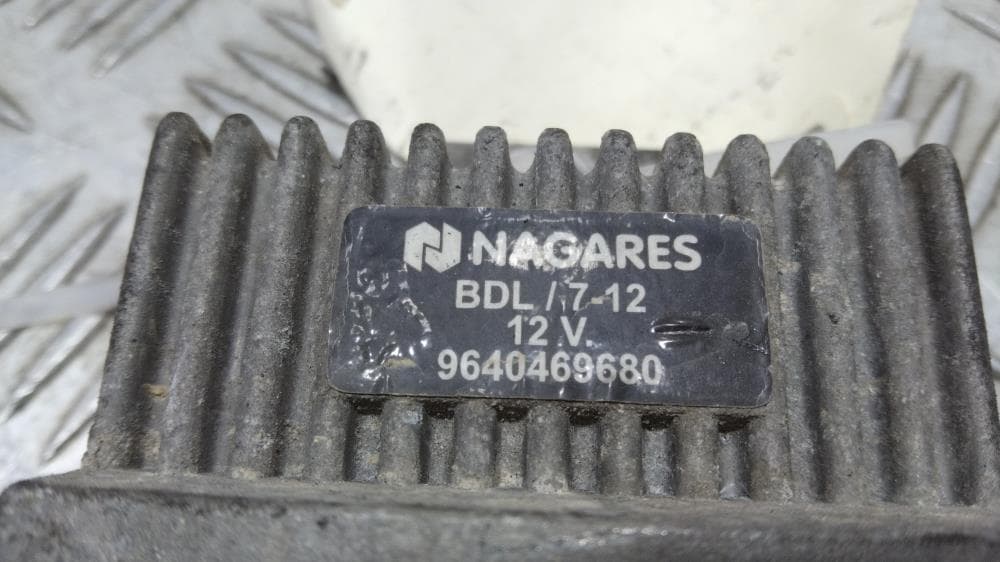 NAGARES
BDL / 7-12
12 V.
9640469680